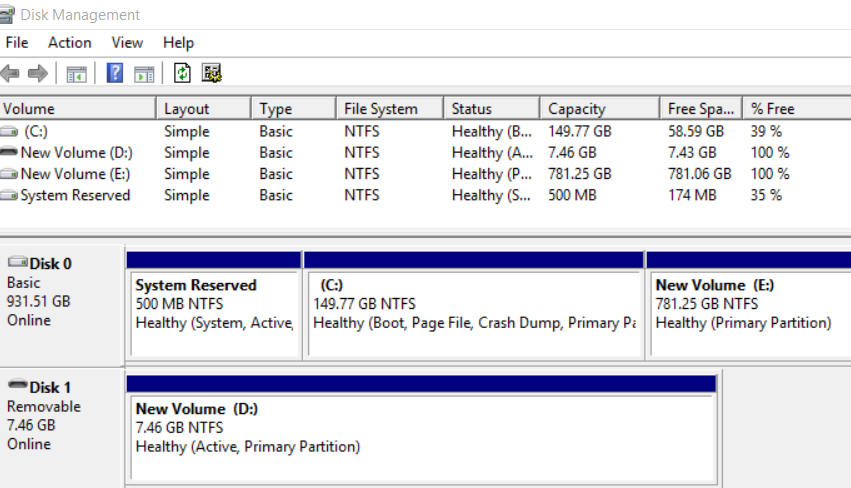 Disk Management
File Action View Help
Volume Layout Type File System Status Capacity Free Spa... % Free
(C:) Simple Basic NTFS Healthy (B... 149.77 GB 58.59 GB 39 %
New Volume (D:) Simple Basic NTFS Healthy (A... 7.46 GB 7.43 GB 100 %
New Volume (E:) Simple Basic NTFS Healthy (P... 781.25 GB 781.06 GB 100 %
System Reserved Simple Basic NTFS Healthy (S... 500 MB 174 MB 35 %
Disk 0
Basic
931.51 GB
Online
System Reserved
500 MB NTFS
Healthy (System, Active,
(C:)
149.77 GB NTFS
Healthy (Boot, Page File, Crash Dump, Primary Pa
New Volume (E:)
781.25 GB NTFS
Healthy (Primary Partition)
Disk 1
Removable
7.46 GB
Online
New Volume (D:)
7.46 GB NTFS
Healthy (Active, Primary Partition)